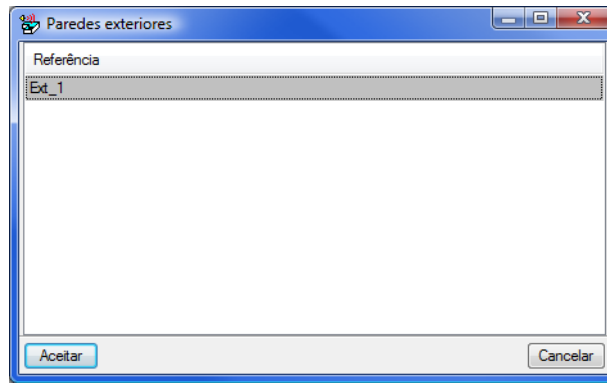 Paredes exteriores
Referência
Ext_1
Aceitar
Cancelar